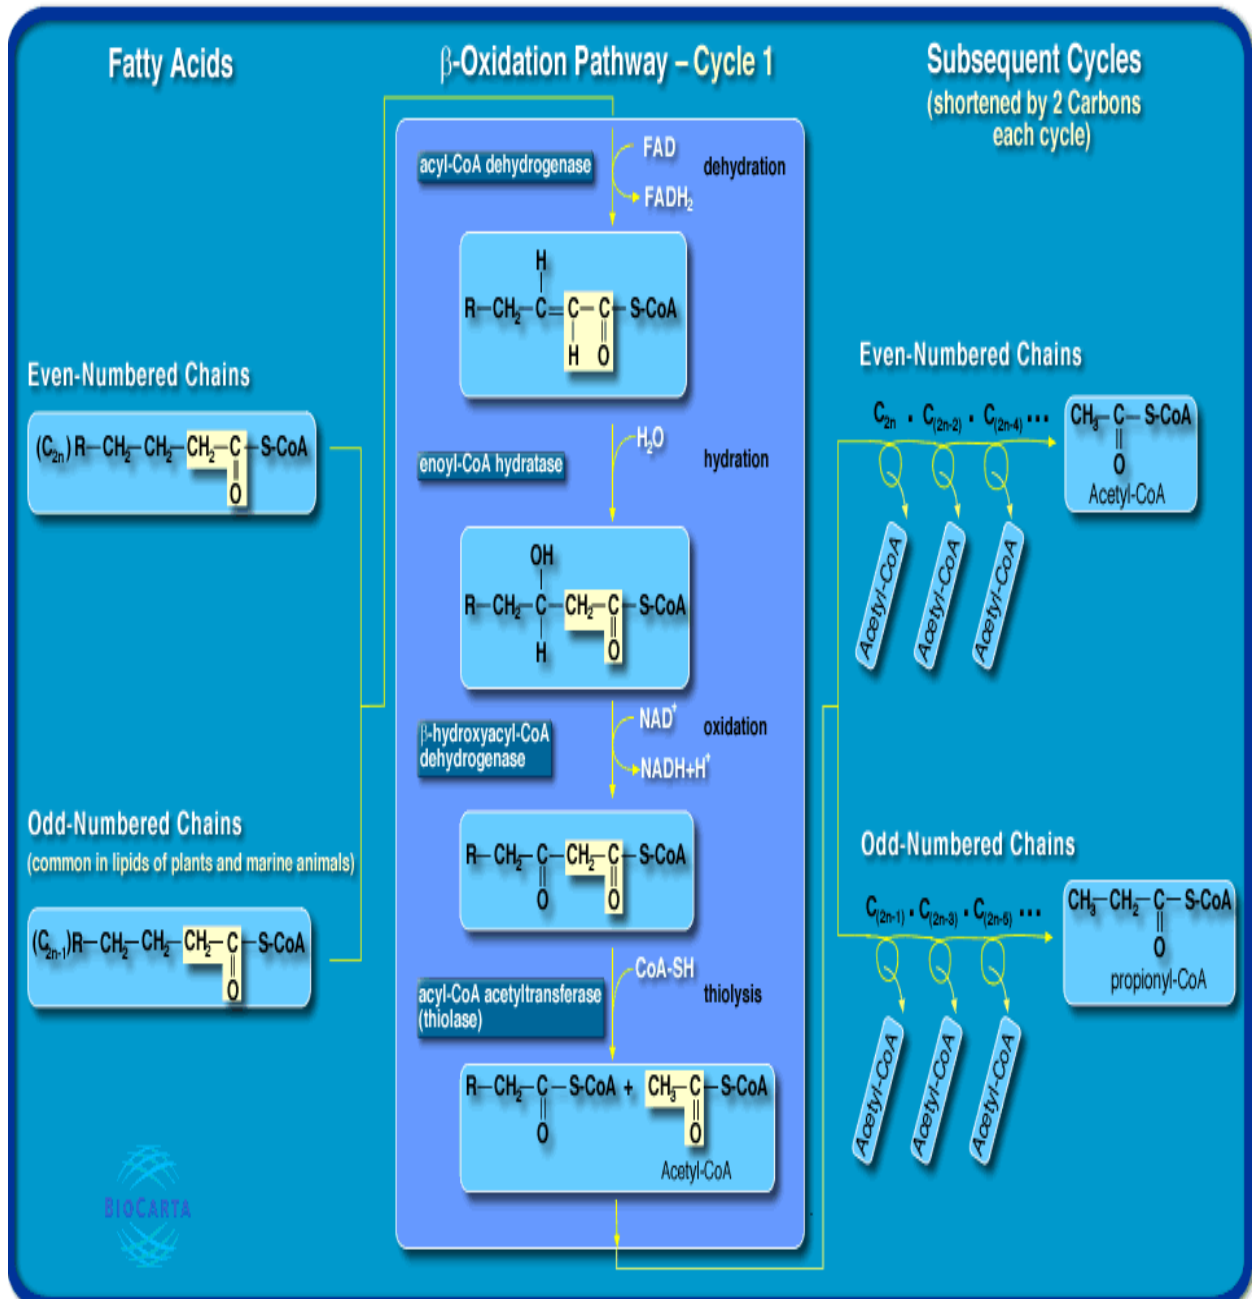 Fatty Acids
(C2n)R–CH2–CH2–CH2–C–S-CoA
O
Even-Numbered Chains
Odd-Numbered Chains
(common in lipids of plants and marine animals)
(C2n-1)R–CH2–CH2–CH2–C–S-CoA
O
BIOCARTA
β-Oxidation Pathway – Cycle 1
acyl-CoA dehydrogenase
FAD
FADH2
dehydration
H
R–CH2–C=C–C–S-CoA
H O
enoyl-CoA hydratase
H2O
hydration
OH
R–CH2–C–CH2–C–S-CoA
H
O
β-hydroxyacyl-CoA
dehydrogenase
NAD+
NADH+H+
oxidation
R–CH2–C–CH2–C–S-CoA
O O
acyl-CoA acetyltransferase
(thiolase)
CoA-SH
thiolysis
R–CH2–C–S-CoA + CH3–C–S-CoA
O O
Acetyl-CoA
Subsequent Cycles
(shortened by 2 Carbons
each cycle)
Even-Numbered Chains
C2n · C(2n-2) · C(2n-4) ···
CH3–C–S-CoA
O
Acetyl-CoA
Acetyl-CoA
Acetyl-CoA
Acetyl-CoA
Odd-Numbered Chains
C(2n-1) · C(2n-3) · C(2n-5) ···
CH3–CH2–C–S-CoA
O
propionyl-CoA
Acetyl-CoA
Acetyl-CoA
Acetyl-CoA